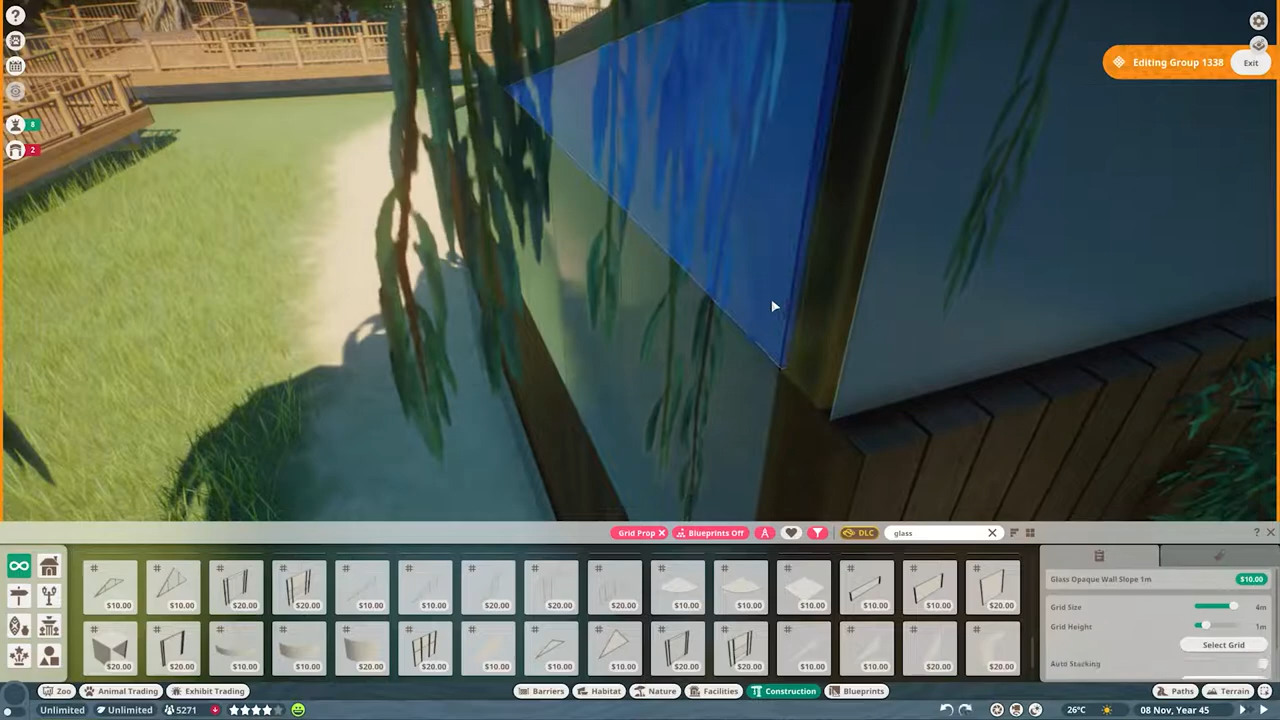 ?
Editing Group 1338
Exit
8
2
Grid Prop ×
Blueprints Off
DLC
glass
×
? ×
$10.00 $10.00 $20.00 $20.00 $10.00 $10.00 $20.00 $20.00 $20.00 $10.00 $10.00 $10.00 $10.00 $10.00 $20.00
$20.00 $20.00 $10.00 $10.00 $20.00 $20.00 $10.00 $10.00 $10.00 $20.00 $20.00 $10.00 $10.00 $20.00 $20.00
Glass Opaque Wall Slope 1m $10.00
Grid Size 4m
Grid Height 1m
Select Grid
Auto Stacking
Zoo Animal Trading Exhibit Trading Barriers Habitat Nature Facilities Construction Blueprints Paths Terrain
Unlimited Unlimited 5271 26°C 08 Nov, Year 45